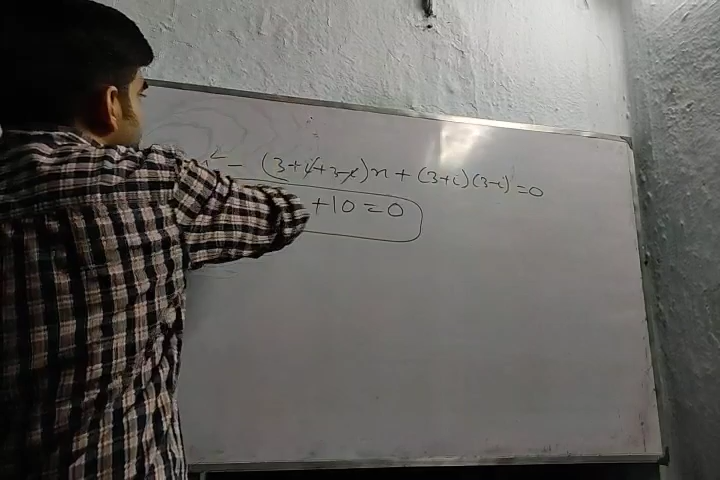 x² - (3+i+3-i)x + (3+i)(3-i) = 0
+10=0